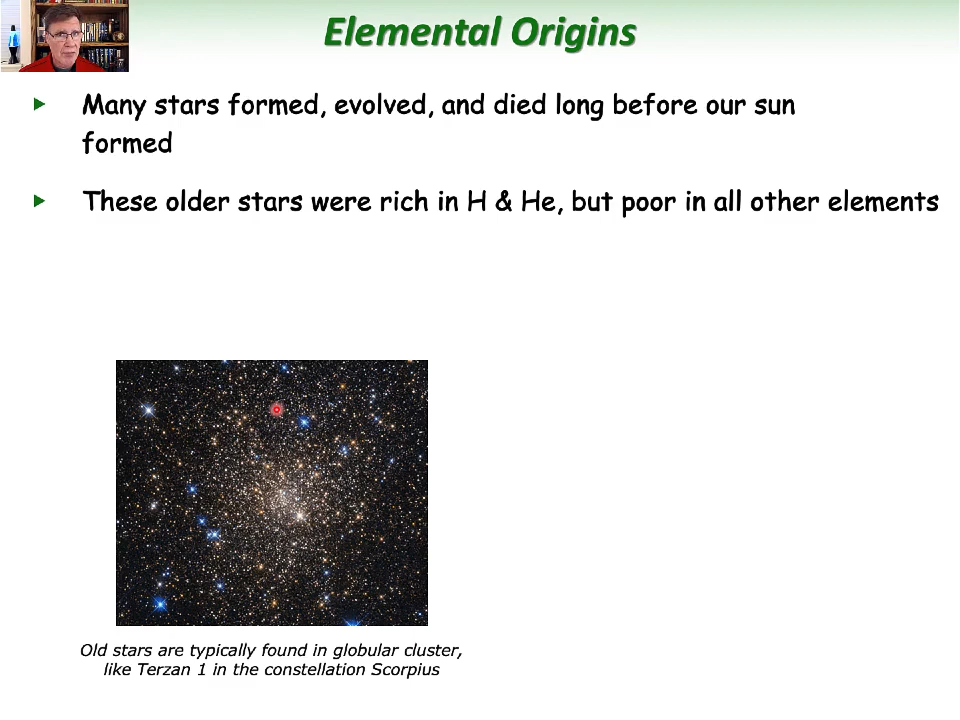 Elemental Origins
Many stars formed, evolved, and died long before our sun
formed
These older stars were rich in H & He, but poor in all other elements
Old stars are typically found in globular cluster,
like Terzan 1 in the constellation Scorpius